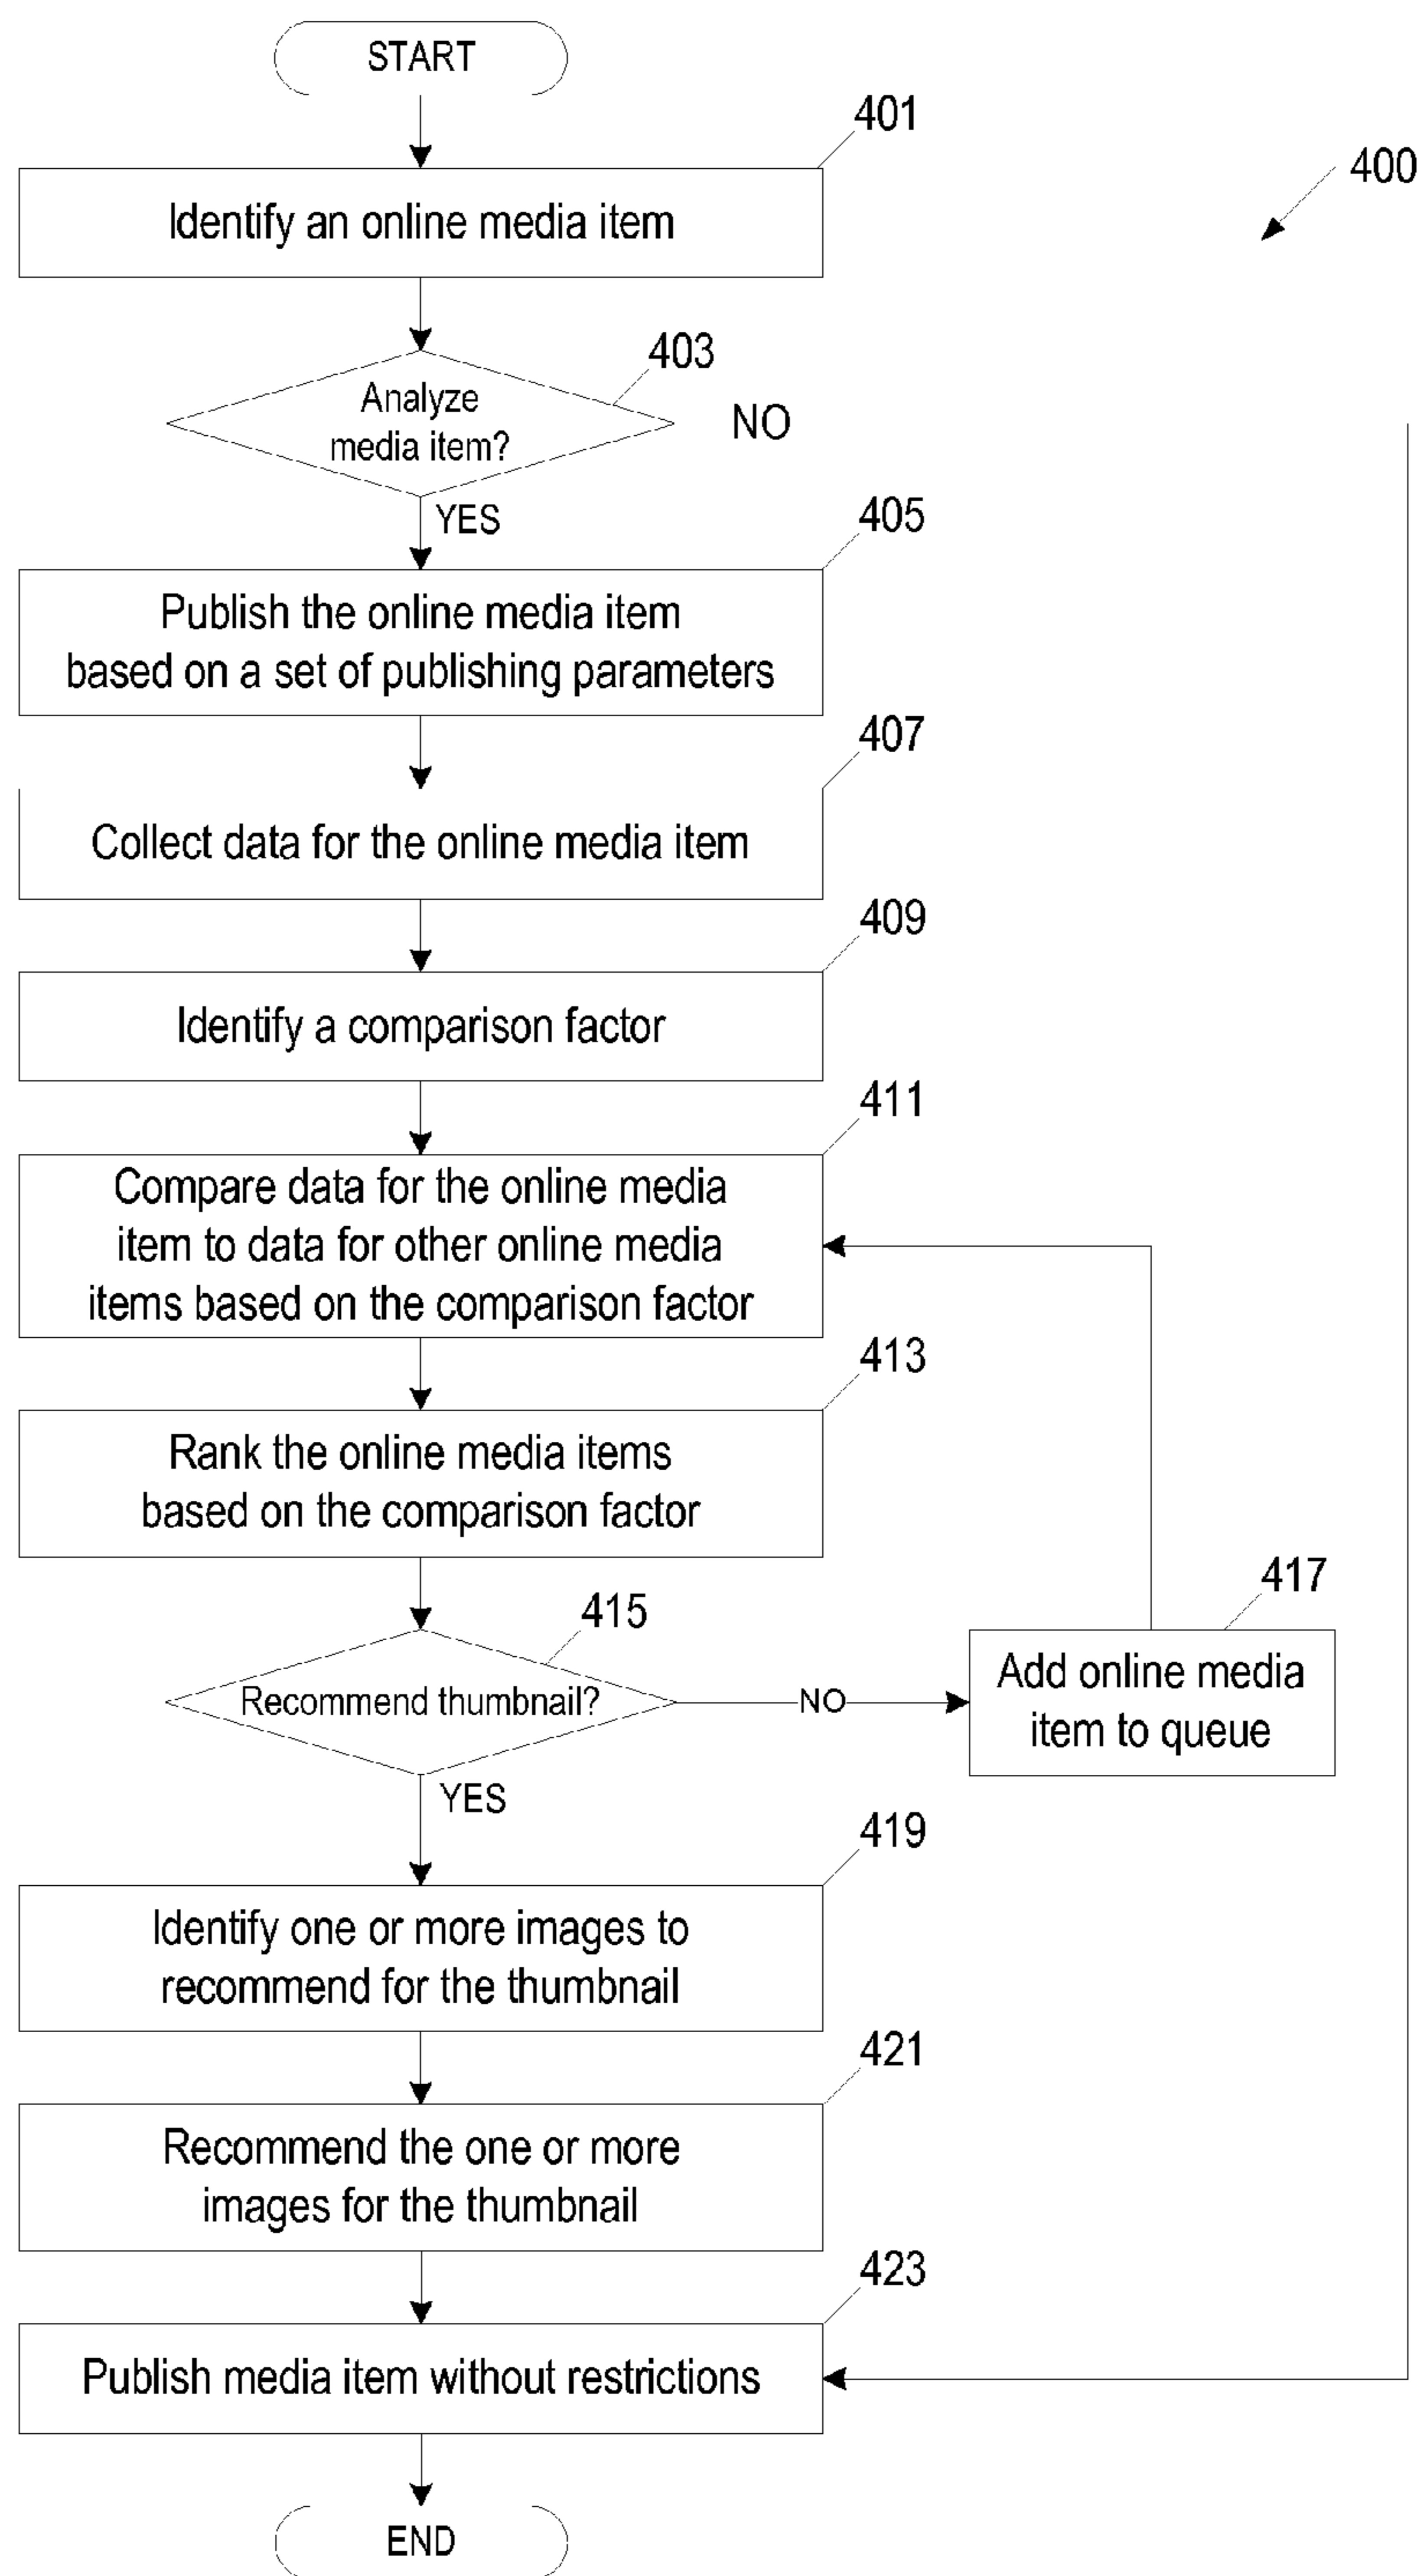 START
401
400
Identify an online media item
403
Analyze
media item?
NO
YES
405
Publish the online media item
based on a set of publishing parameters
407
Collect data for the online media item
409
Identify a comparison factor
411
Compare data for the online media
item to data for other online media
items based on the comparison factor
413
Rank the online media items
based on the comparison factor
415
Recommend thumbnail?
NO
417
Add online media
item to queue
YES
419
Identify one or more images to
recommend for the thumbnail
421
Recommend the one or more
images for the thumbnail
423
Publish media item without restrictions
END